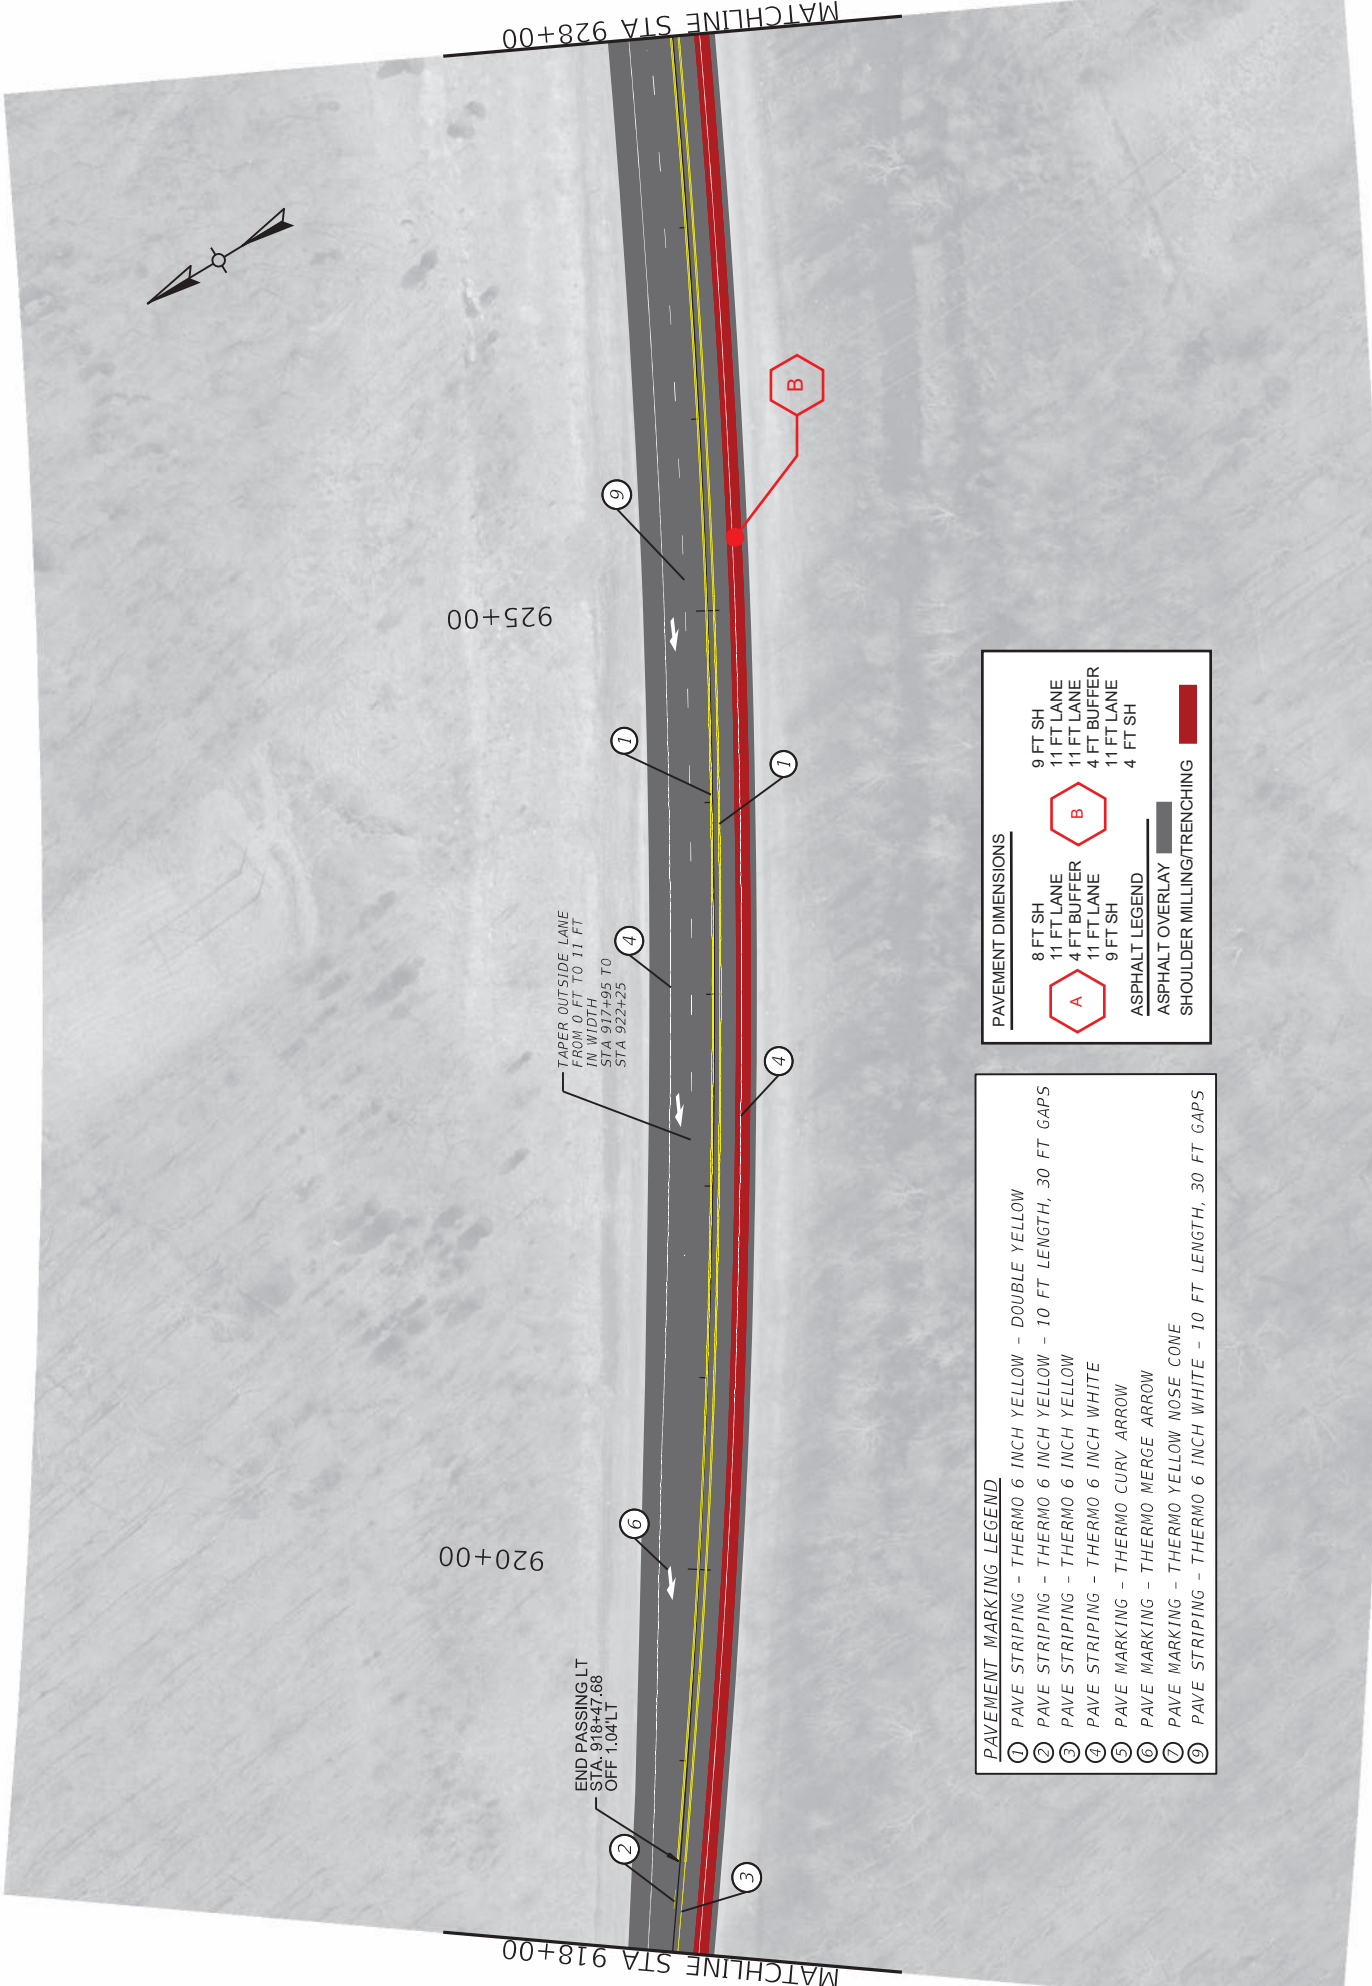 MATCHLINE STA 928+00
9
925+00
B
1
1
TAPER OUTSIDE LANE
FROM 0 FT TO 11 FT
IN WIDTH
STA 917+95 TO
STA 922+25
4
4
6
920+00
END PASSING LT
STA. 918+47.68
OFF 1.04'LT
2
3
MATCHLINE STA 918+00
PAVEMENT DIMENSIONS
A
8 FT SH
11 FT LANE
4 FT BUFFER
11 FT LANE
9 FT SH
B
9 FT SH
11 FT LANE
11 FT LANE
4 FT BUFFER
11 FT LANE
4 FT SH
ASPHALT LEGEND
ASPHALT OVERLAY
SHOULDER MILLING/TRENCHING
PAVEMENT MARKING LEGEND
1 PAVE STRIPING - THERMO 6 INCH YELLOW - DOUBLE YELLOW
2 PAVE STRIPING - THERMO 6 INCH YELLOW - 10 FT LENGTH, 30 FT GAPS
3 PAVE STRIPING - THERMO 6 INCH YELLOW
4 PAVE STRIPING - THERMO 6 INCH WHITE
5 PAVE MARKING - THERMO CURV ARROW
6 PAVE MARKING - THERMO MERGE ARROW
7 PAVE MARKING - THERMO YELLOW NOSE CONE
9 PAVE STRIPING - THERMO 6 INCH WHITE - 10 FT LENGTH, 30 FT GAPS